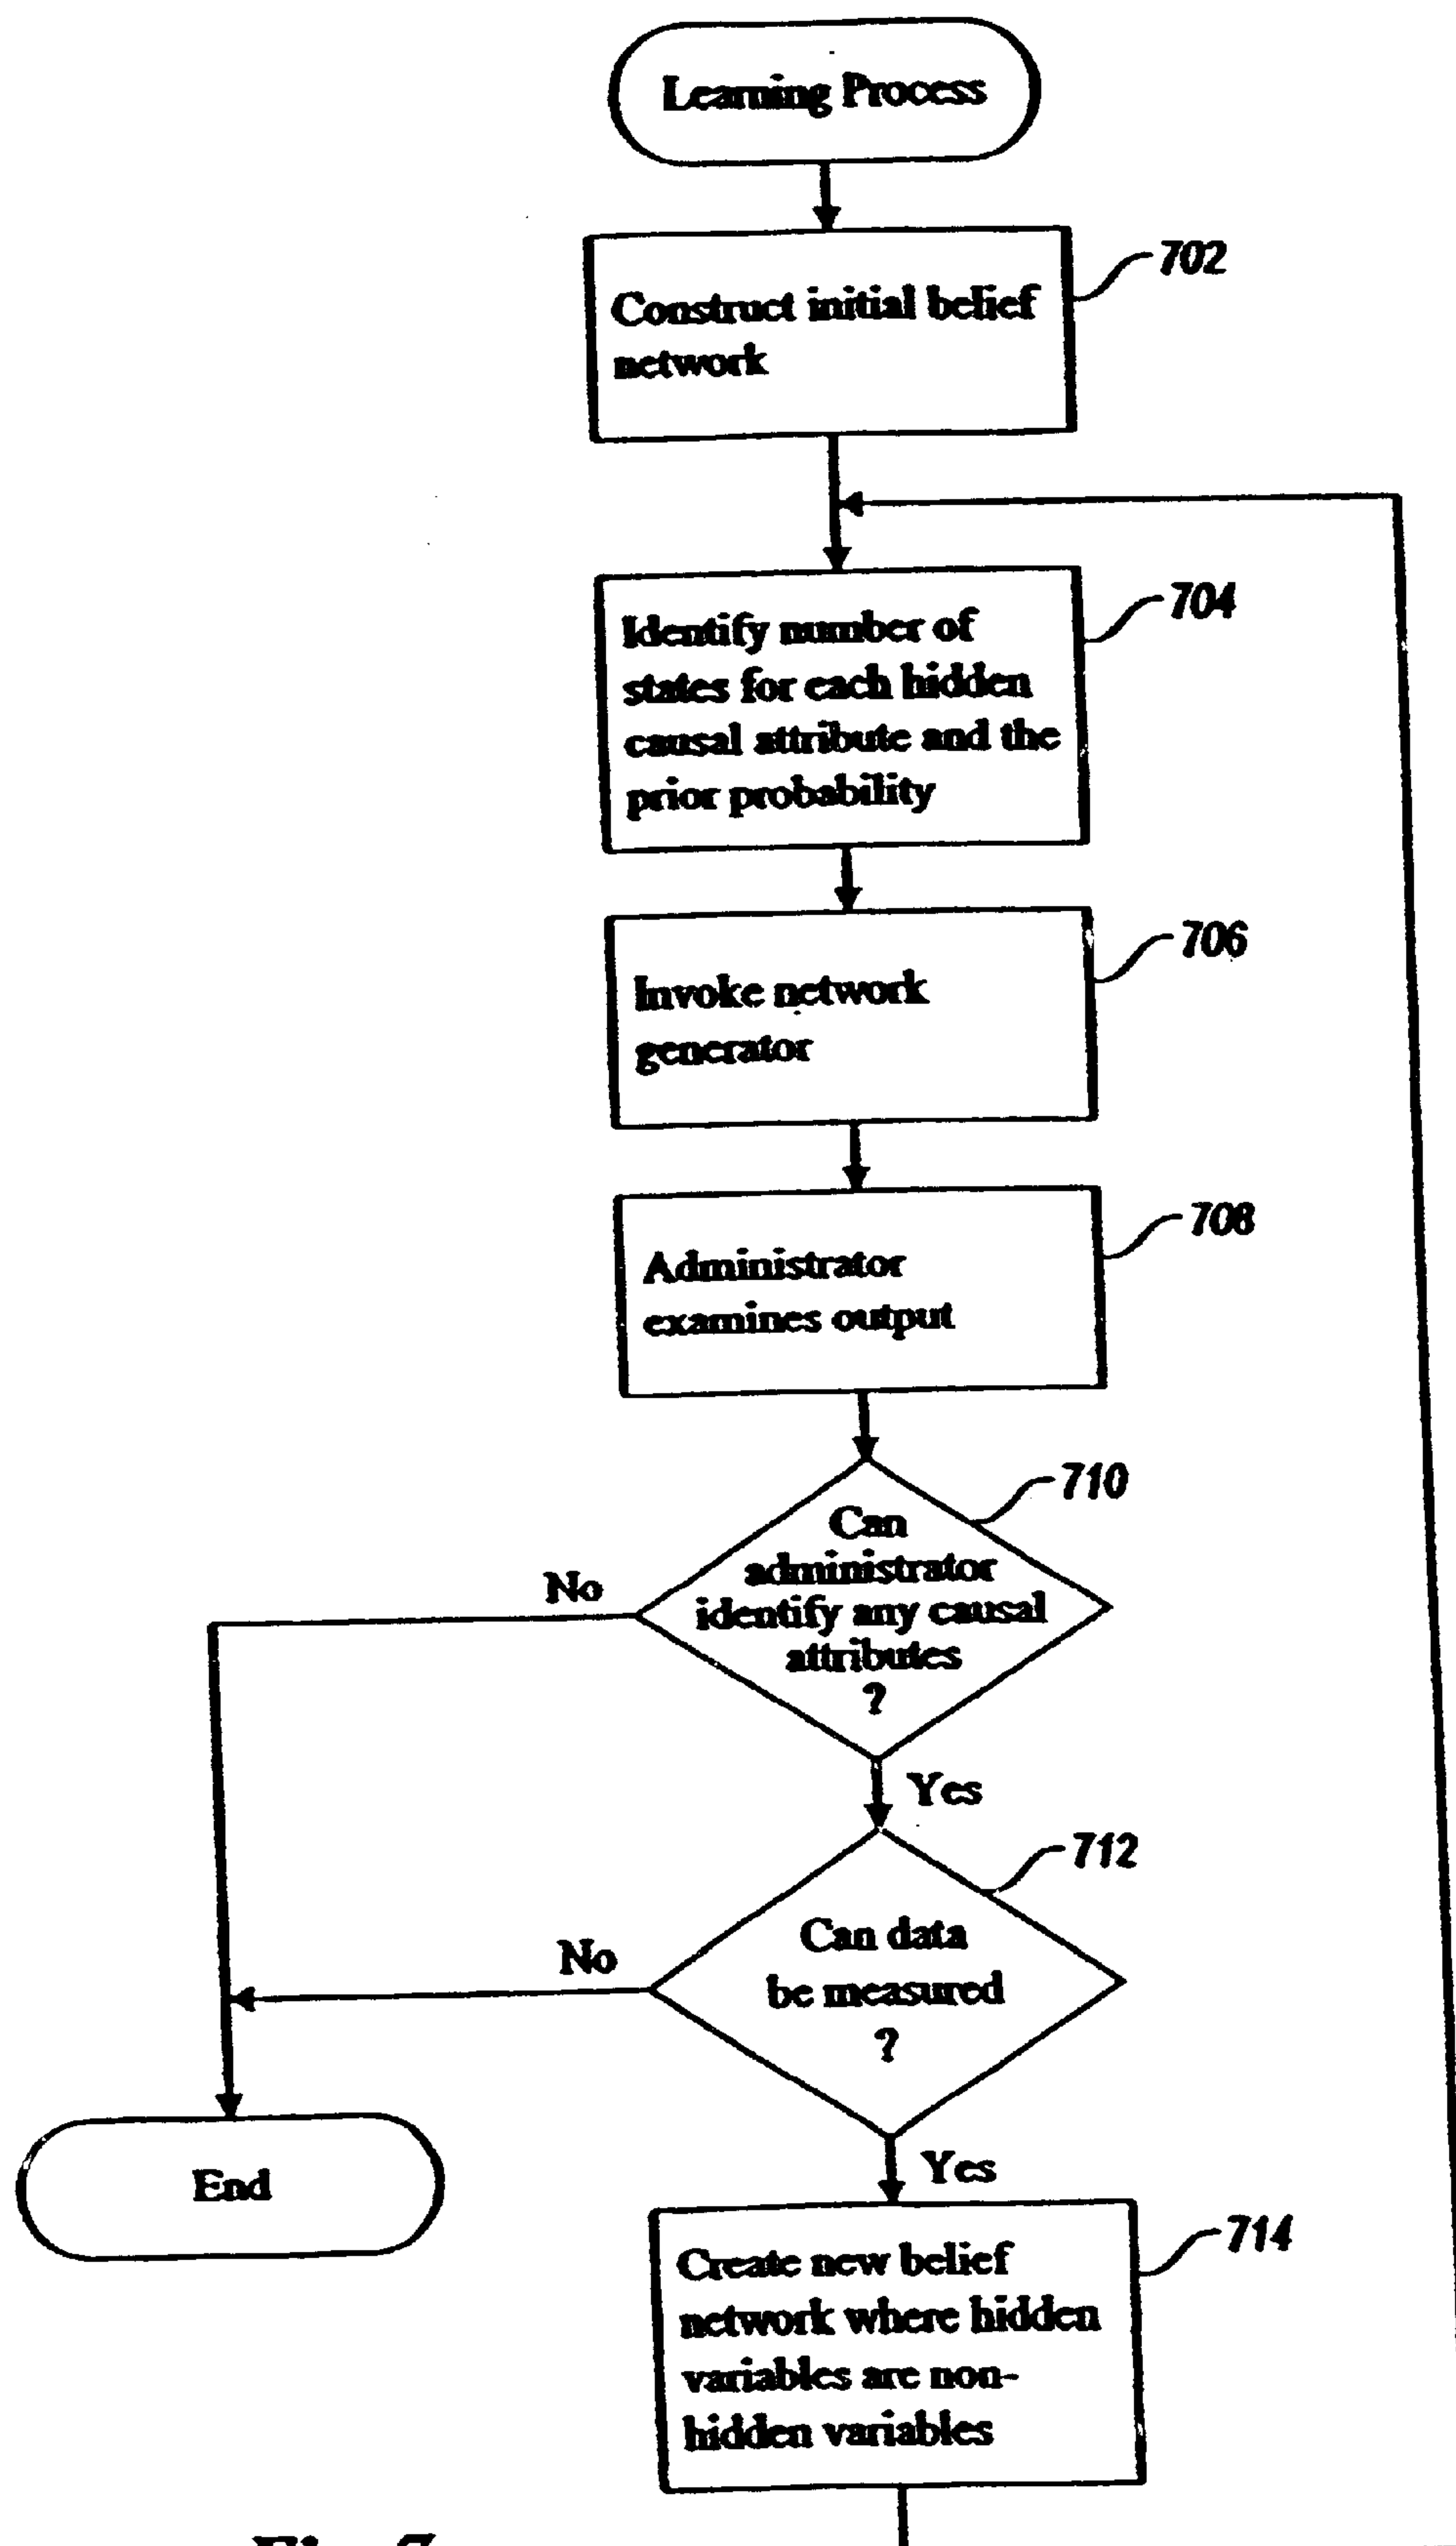 Learning Process
702
Construct initial belief
network
704
Identify number of
states for each hidden
causal attribute and the
prior probability
706
Invoke network
generator
708
Administrator
examines output
710
Can
administrator
identify any causal
attributes
?
No
Yes
712
Can data
be measured
?
No
Yes
End
714
Create new belief
network where hidden
variables are non-
hidden variables